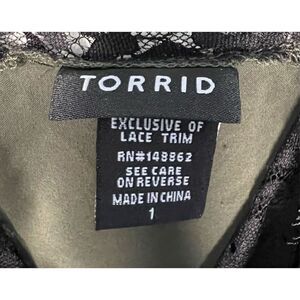 TORRID
EXCLUSIVE OF
LACE TRIM
RN#148862
SEE CARE
ON REVERSE
MADE IN CHINA
1